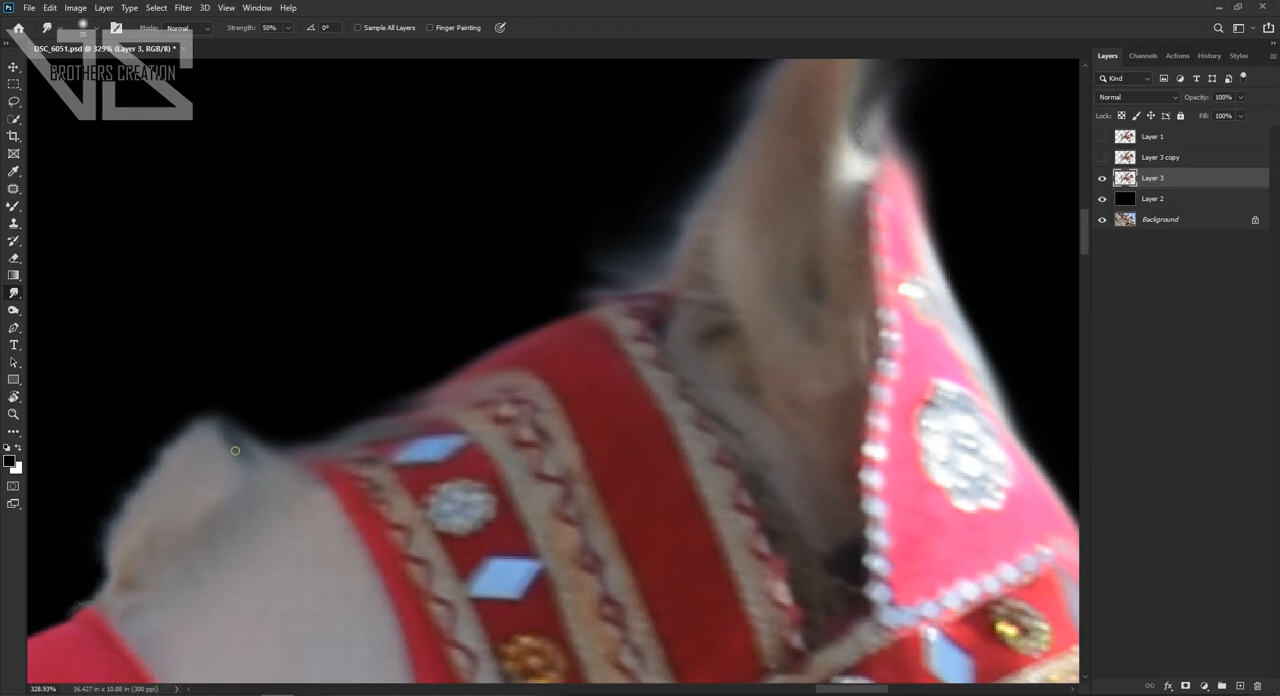 Ps File Edit Image Layer Type Select Filter 3D View Window Help
35 Mode: Normal Strength: 50% 0° Sample All Layers Finger Painting
DSC_6051.psd @ 329% (Layer 3, RGB/8) * ×
VS
BROTHERS CREATION
Layers Channels Actions History Styles
Kind
Normal Opacity: 100%
Lock: Fill: 100%
Layer 1
Layer 3 copy
Layer 3
Layer 2
Background
328.93% 16.427 in x 10.88 in (300 ppi)